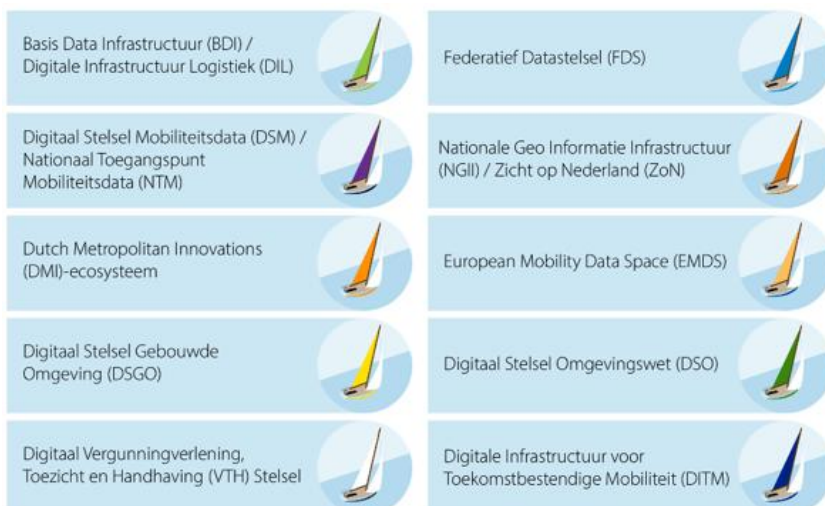 Basis Data Infrastructuur (BDI) /
Digitale Infrastructuur Logistiek (DIL)
Federatief Datastelsel (FDS)
Digitaal Stelsel Mobiliteitsdata (DSM) /
Nationaal Toegangspunt
Mobiliteitsdata (NTM)
Nationale Geo Informatie Infrastructuur
(NGII) / Zicht op Nederland (ZoN)
Dutch Metropolitan Innovations
(DMI)-ecosysteem
European Mobility Data Space (EMDS)
Digitaal Stelsel Gebouwde
Omgeving (DSGO)
Digitaal Stelsel Omgevingswet (DSO)
Digitaal Vergunningverlening,
Toezicht en Handhaving (VTH) Stelsel
Digitale Infrastructuur voor
Toekomstbestendige Mobiliteit (DITM)